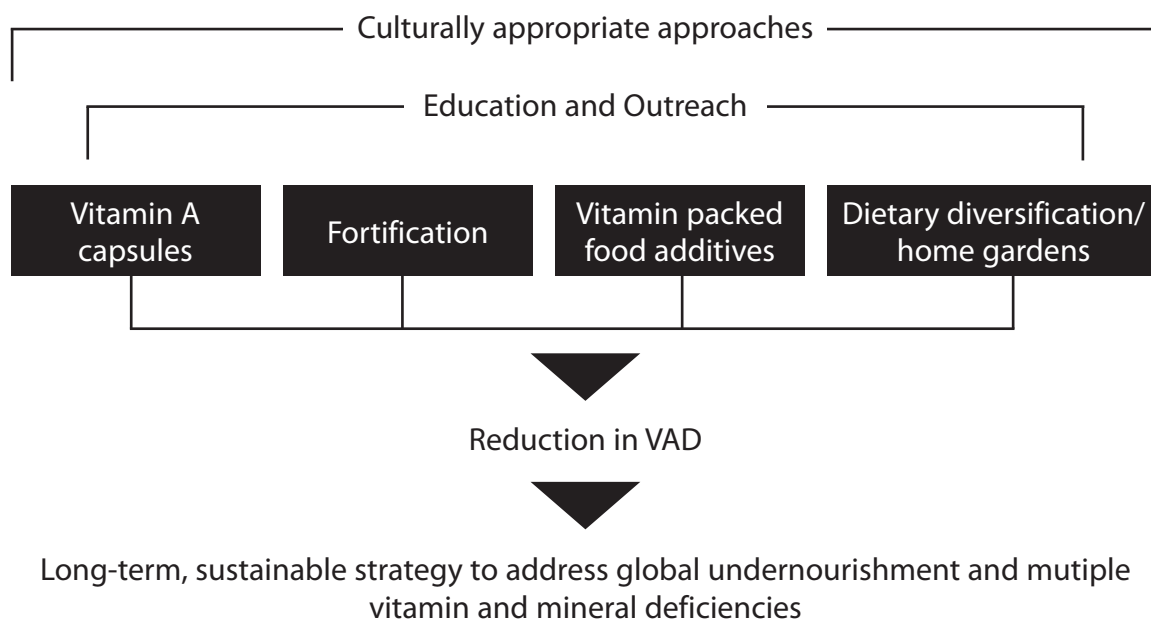 Culturally appropriate approaches
Education and Outreach
Vitamin A
capsules
Fortification
Vitamin packed
food additives
Dietary diversification/
home gardens
Reduction in VAD
Long-term, sustainable strategy to address global undernourishment and mutiple
vitamin and mineral deficiencies